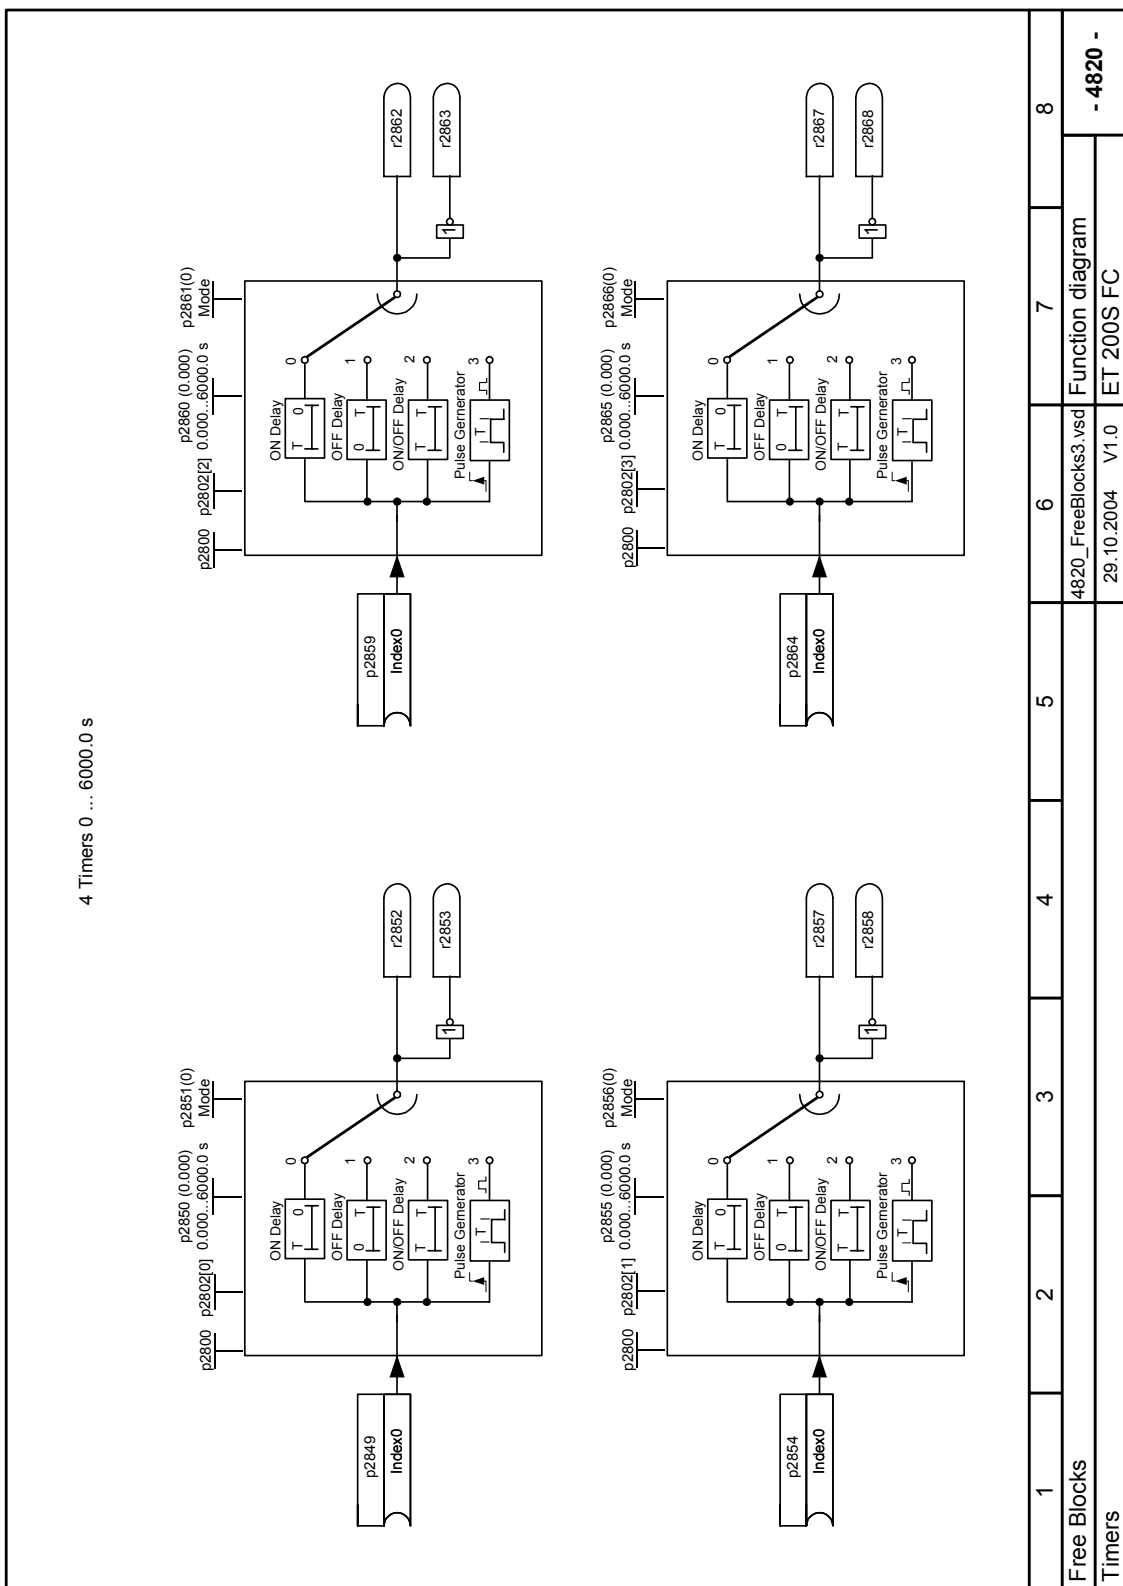 4 Timers 0 ... 6000.0 s
p2800
p2802[0]
p2850 (0.000)
0.000...6000.0 s
p2851(0)
Mode
p2849
Index0
ON Delay
T 0
0
OFF Delay
0 T
1
ON/OFF Delay
T T
2
Pulse Gemerator
T
3
1
r2852
r2853
p2800
p2802[2]
p2860 (0.000)
0.000...6000.0 s
p2861(0)
Mode
p2859
Index0
ON Delay
T 0
0
OFF Delay
0 T
1
ON/OFF Delay
T T
2
Pulse Gernerator
T
3
1
r2862
r2863
p2800
p2802[1]
p2855 (0.000)
0.000...6000.0 s
p2856(0)
Mode
p2854
Index0
ON Delay
T 0
0
OFF Delay
0 T
1
ON/OFF Delay
T T
2
Pulse Gemerator
T
3
1
r2857
r2858
p2800
p2802[3]
p2865 (0.000)
0.000...6000.0 s
p2866(0)
Mode
p2864
Index0
ON Delay
T 0
0
OFF Delay
0 T
1
ON/OFF Delay
T T
2
Pulse Gernerator
T
3
1
r2867
r2868
1 2 3 4 5 6 7 8
Free Blocks 4820_FreeBlocks3.vsd Function diagram - 4820 -
Timers 29.10.2004 V1.0 ET 200S FC